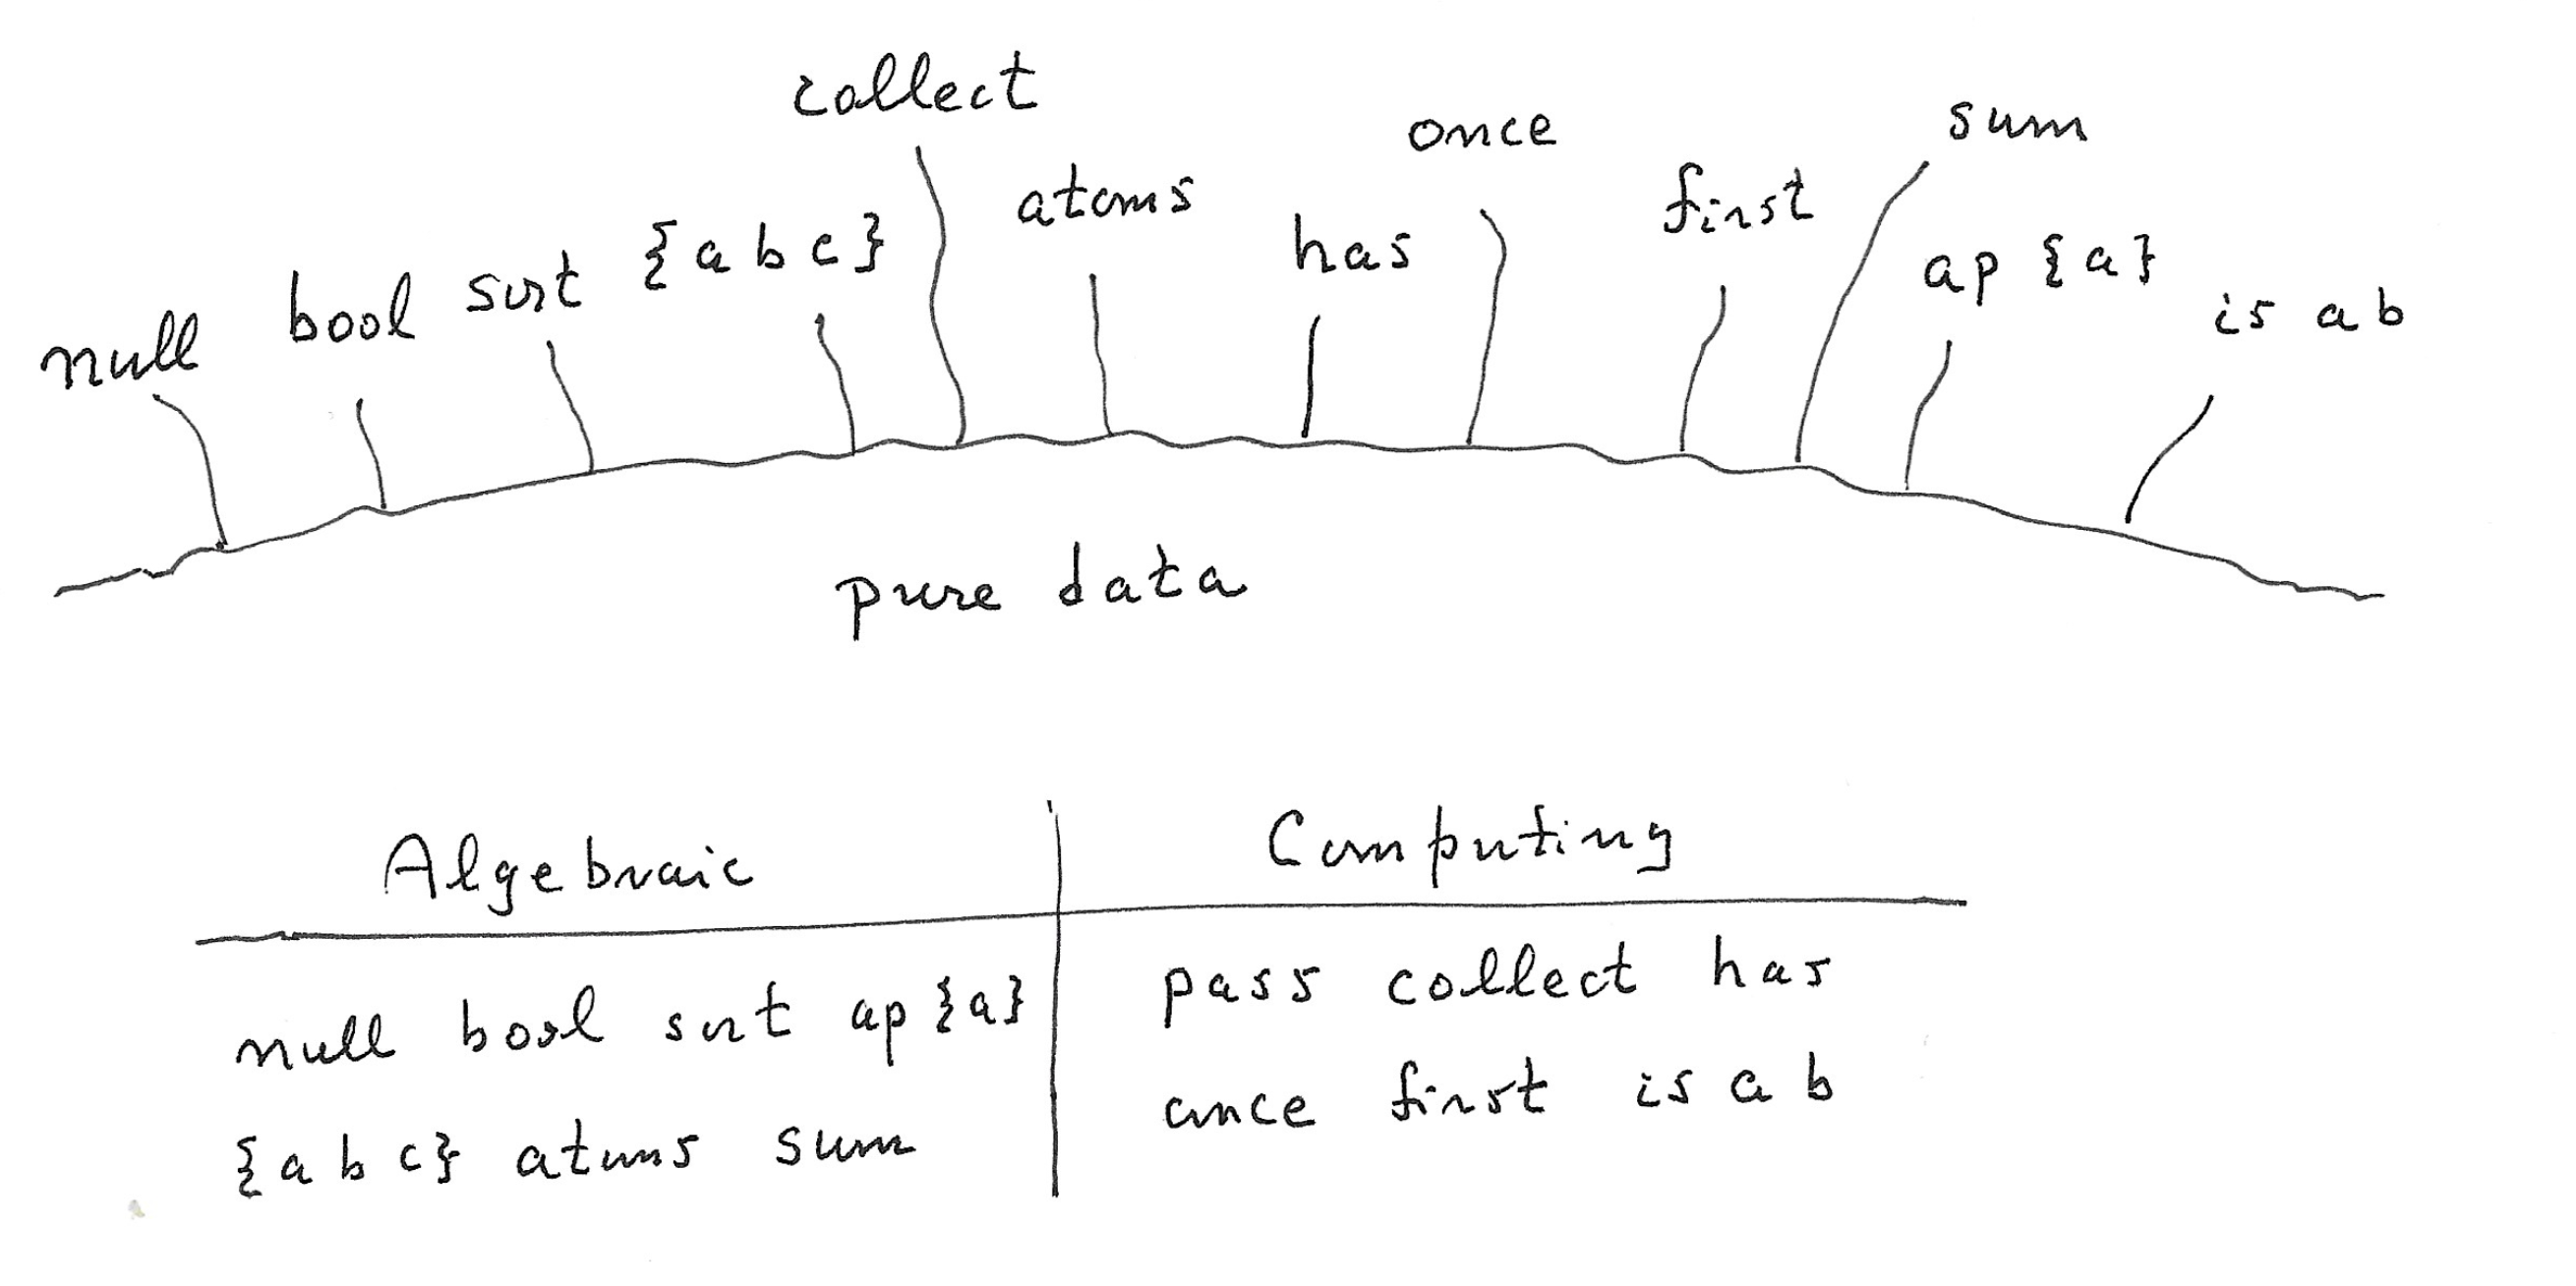 collect
once
sum
atoms
first
{a b c}
has
ap {a}
null
bool
sort
is a b
pure data
Algebraic
Computing
null bool sort ap {a}
{a b c} atoms sum
pass collect has
once first is a b